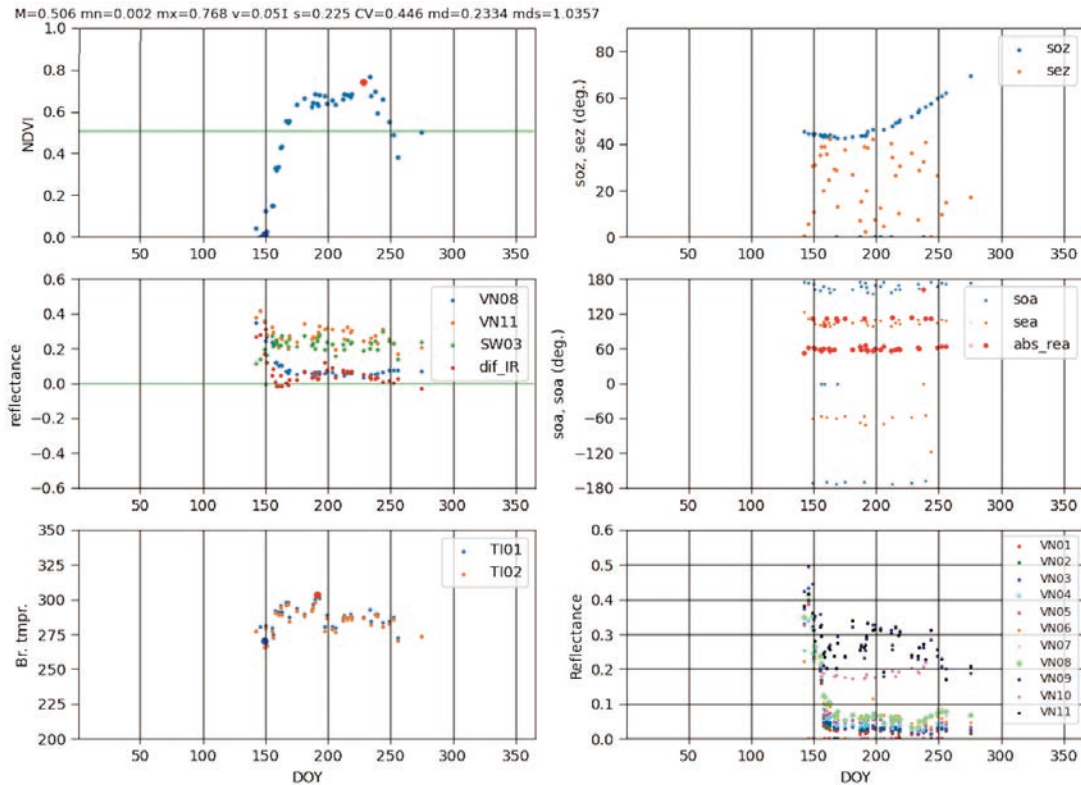 M=0.506 mn=0.002 mx=0.768 v=0.051 s=0.225 CV=0.446 md=0.2334 mds=1.0357
NDVI
1.0
0.8
0.6
0.4
0.2
0.0
50 100 150 200 250 300 350
soz, sez (deg.)
80
60
40
20
0
50 100 150 200 250 300 350
soz
sez
reflectance
0.6
0.4
0.2
0.0
−0.2
−0.4
−0.6
50 100 150 200 250 300 350
VN08
VN11
SW03
dif_IR
soa, soa (deg.)
180
120
60
0
−60
−120
−180
50 100 150 200 250 300 350
soa
sea
abs_rea
Br. tmpr.
350
325
300
275
250
225
200
50 100 150 200 250 300 350
DOY
TI01
TI02
Reflectance
0.6
0.5
0.4
0.3
0.2
0.1
0.0
50 100 150 200 250 300 350
DOY
VN01
VN02
VN03
VN04
VN05
VN06
VN07
VN08
VN09
VN10
VN11